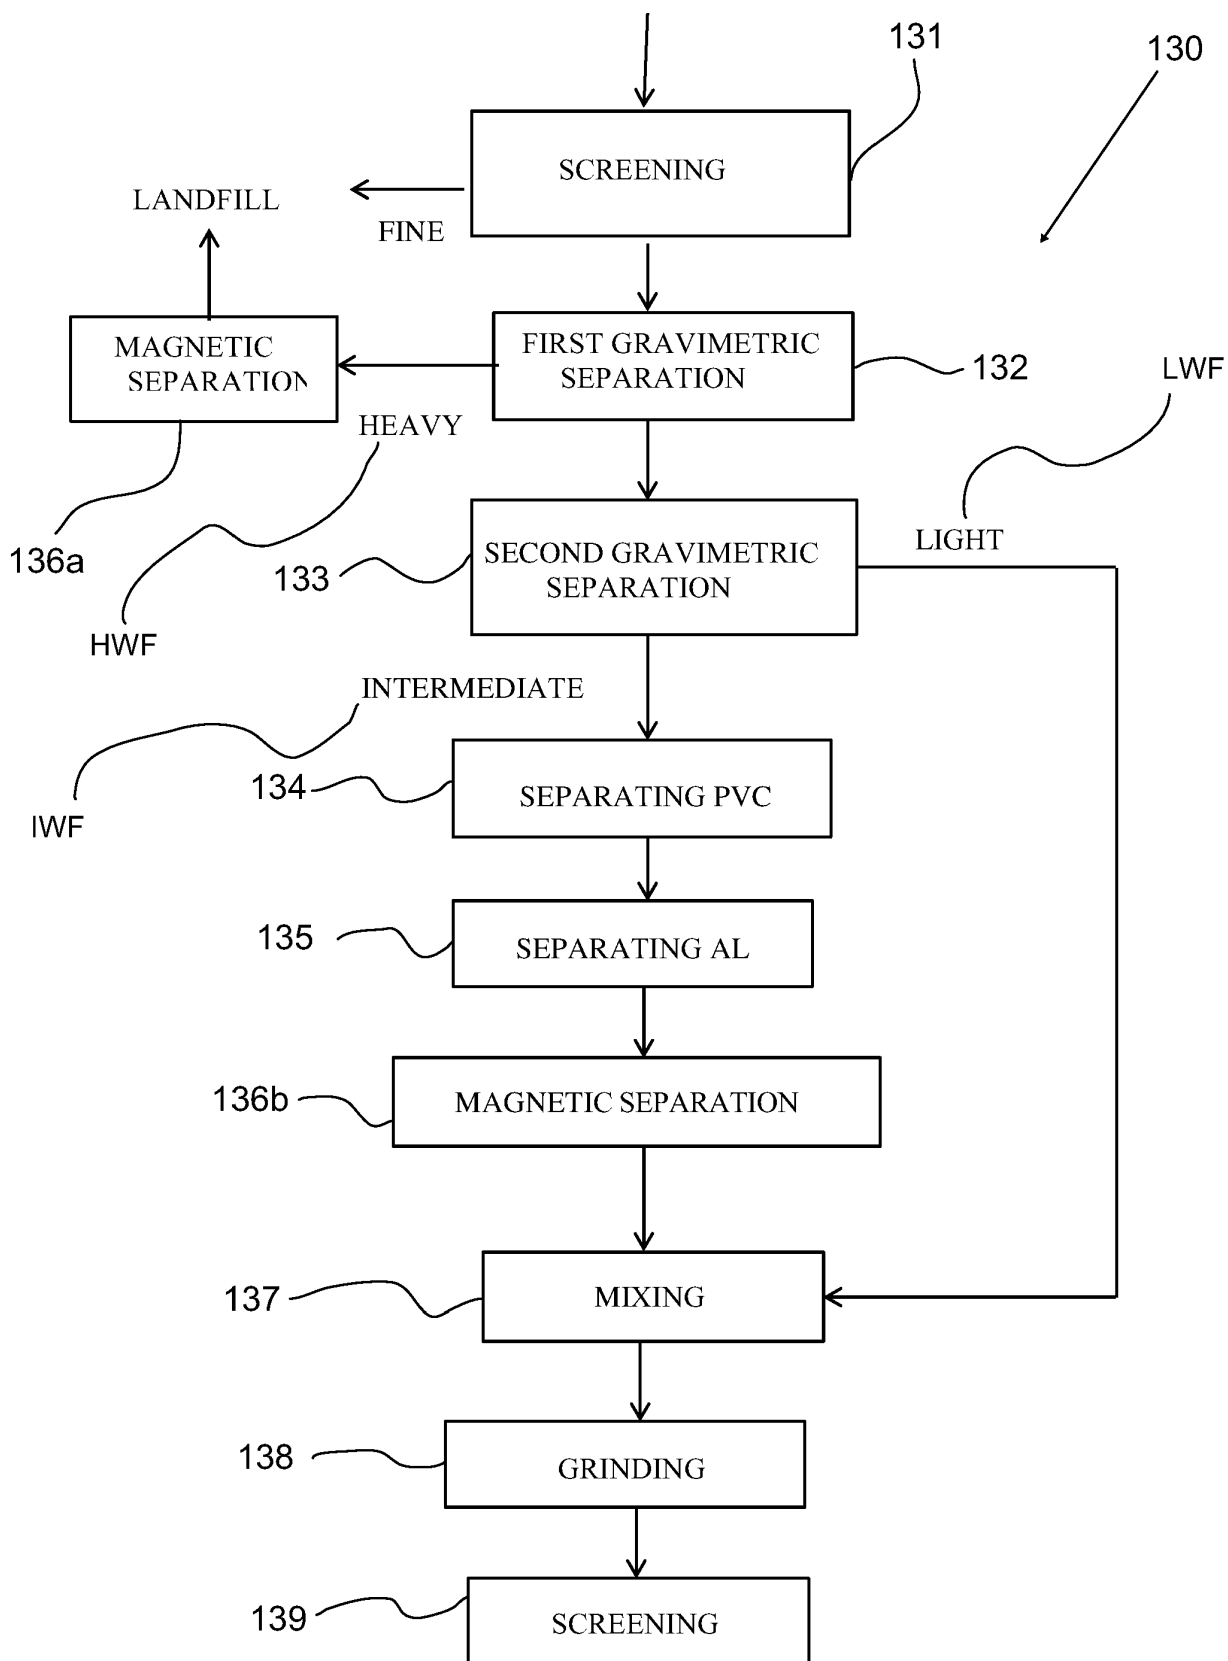 131
130
SCREENING
LANDFILL
FINE
MAGNETIC
SEPARATION
FIRST GRAVIMETRIC
SEPARATION
132
LWF
HEAVY
136a
133
SECOND GRAVIMETRIC
SEPARATION
LIGHT
HWF
INTERMEDIATE
134
SEPARATING PVC
IWF
135
SEPARATING AL
136b
MAGNETIC SEPARATION
137
MIXING
138
GRINDING
139
SCREENING